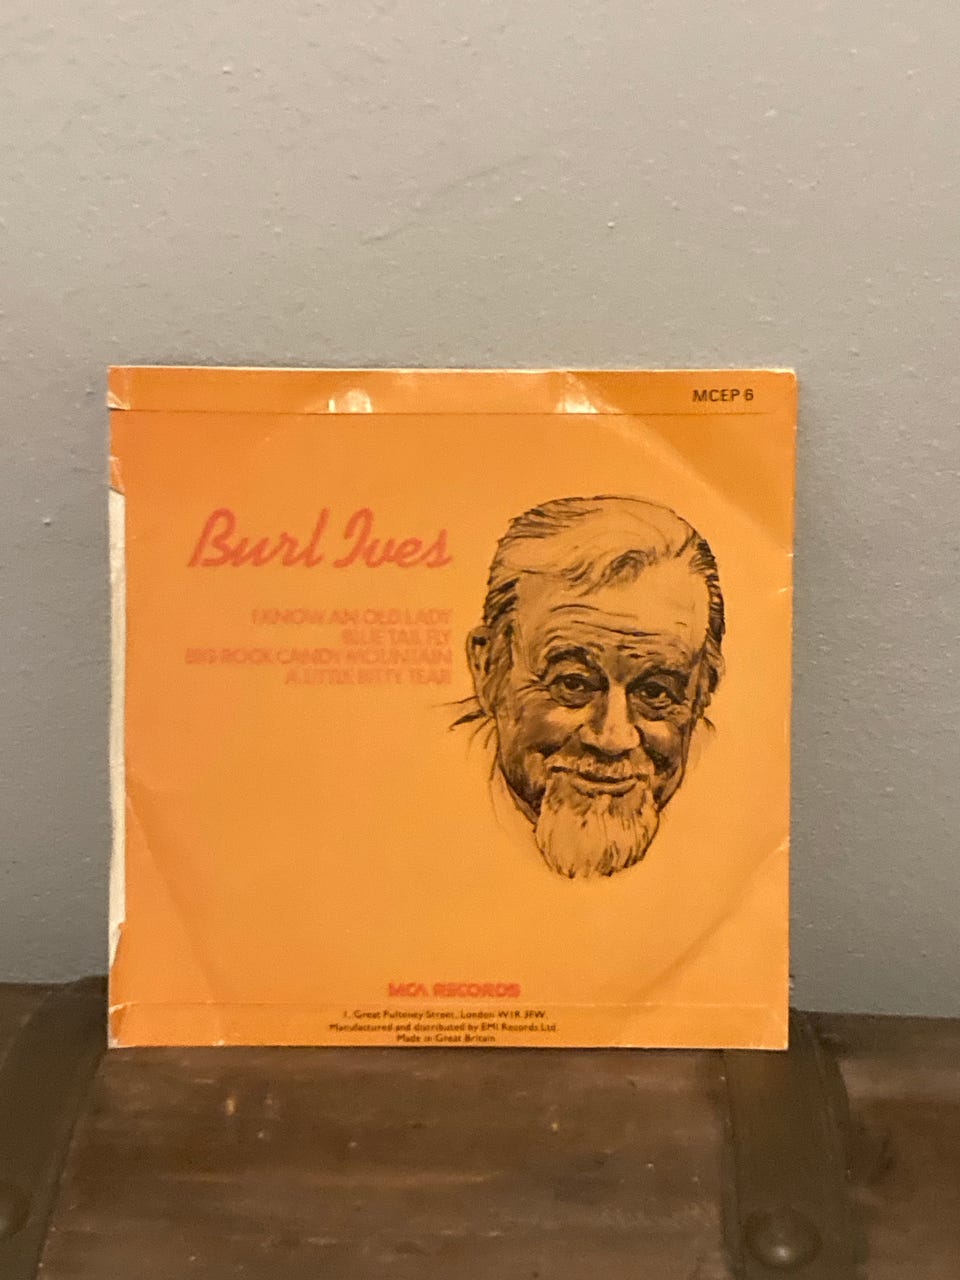 MCEP 6
Burl Ives
I KNOW AN OLD LADY
BLUE TAIL FLY
BIG ROCK CANDY MOUNTAIN
A LITTLE BITTY TEAR
MCA RECORDS
1, Great Pulteney Street, London W1R 3FW.
Manufactured and distributed by EMI Records Ltd.
Made in Great Britain